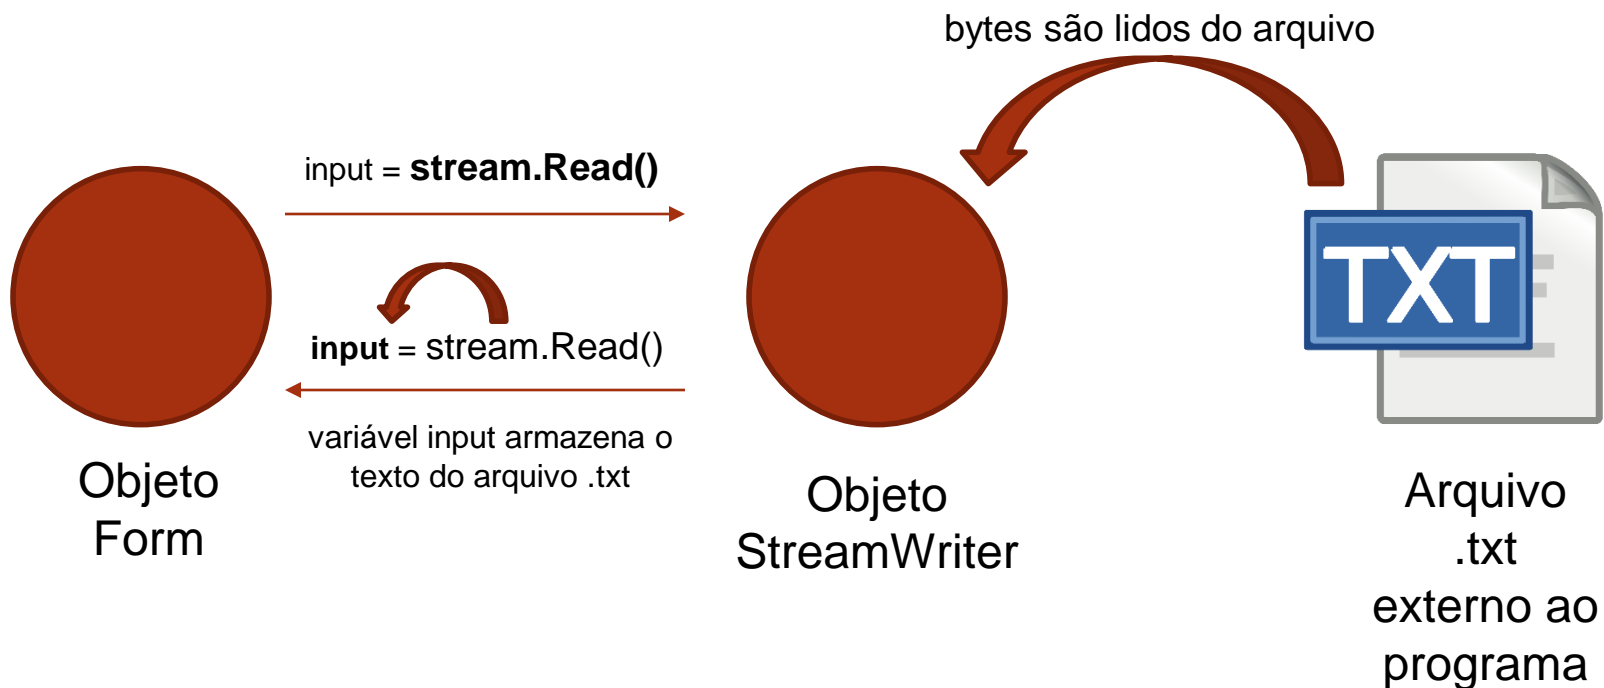 bytes são lidos do arquivo
input = stream.Read()
input = stream.Read()
variável input armazena o
texto do arquivo .txt
Objeto
Form
Objeto
StreamWriter
TXT
Arquivo
.txt
externo ao
programa